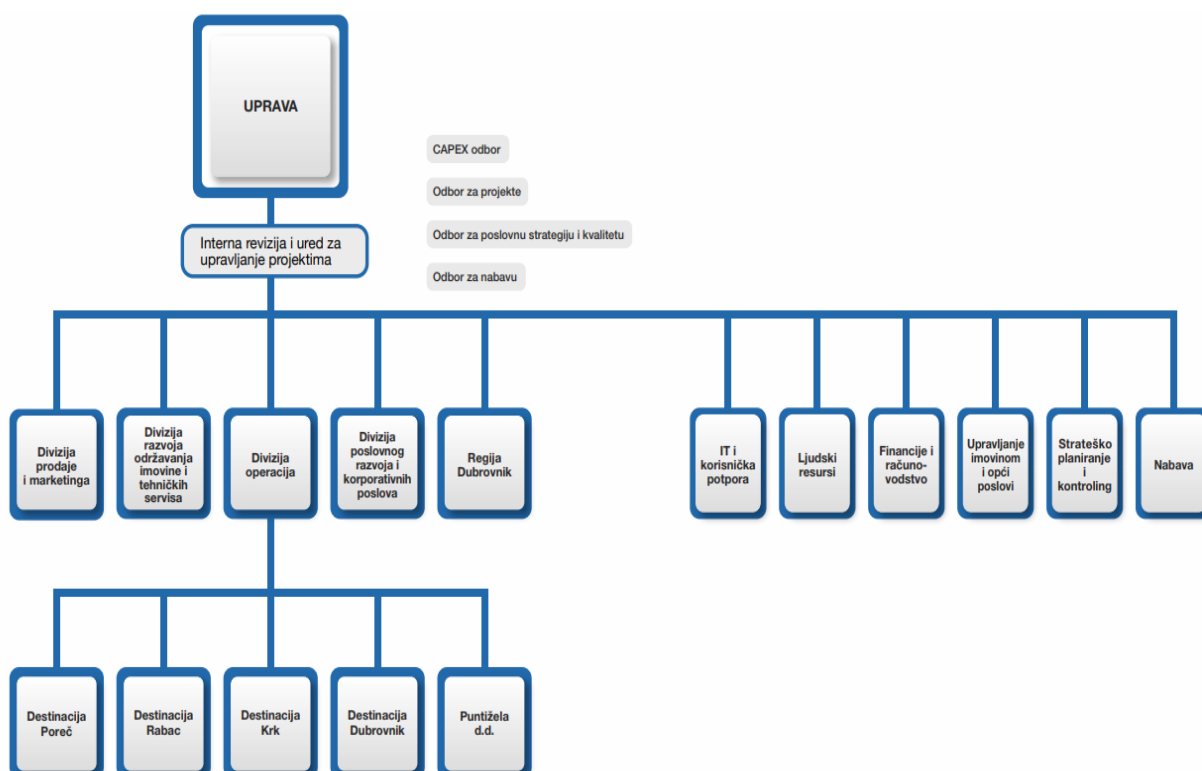 UPRAVA
CAPEX odbor
Odbor za projekte
Odbor za poslovnu strategiju i kvalitetu
Odbor za nabavu
Interna revizija i ured za
upravljanje projektima
Divizija
prodaje
i marketinga
Divizija
razvoja
održavanja
imovine i
tehničkih
servisa
Divizija
operacija
Divizija
poslovnog
razvoja i
korporativnih
poslova
Regija
Dubrovnik
IT i
korisnička
potpora
Ljudski
resursi
Financije i
računo-
vodstvo
Upravljanje
imovinom
i opći
poslovi
Strateško
planiranje
i
kontroling
Nabava
Destinacija
Poreč
Destinacija
Rabac
Destinacija
Krk
Destinacija
Dubrovnik
Puntižela
d.d.